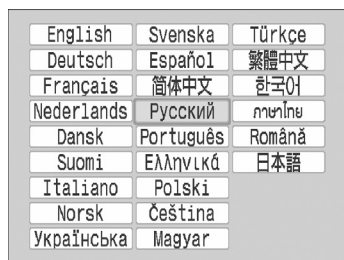 English Svenska Türkçe
Deutsch Español 繁體中文
Français 简体中文 한국어
Nederlands Русский ภาษาไทย
Dansk Português Română
Suomi Ελληνικά 日本語
Italiano Polski
Norsk Čeština
Українська Magyar